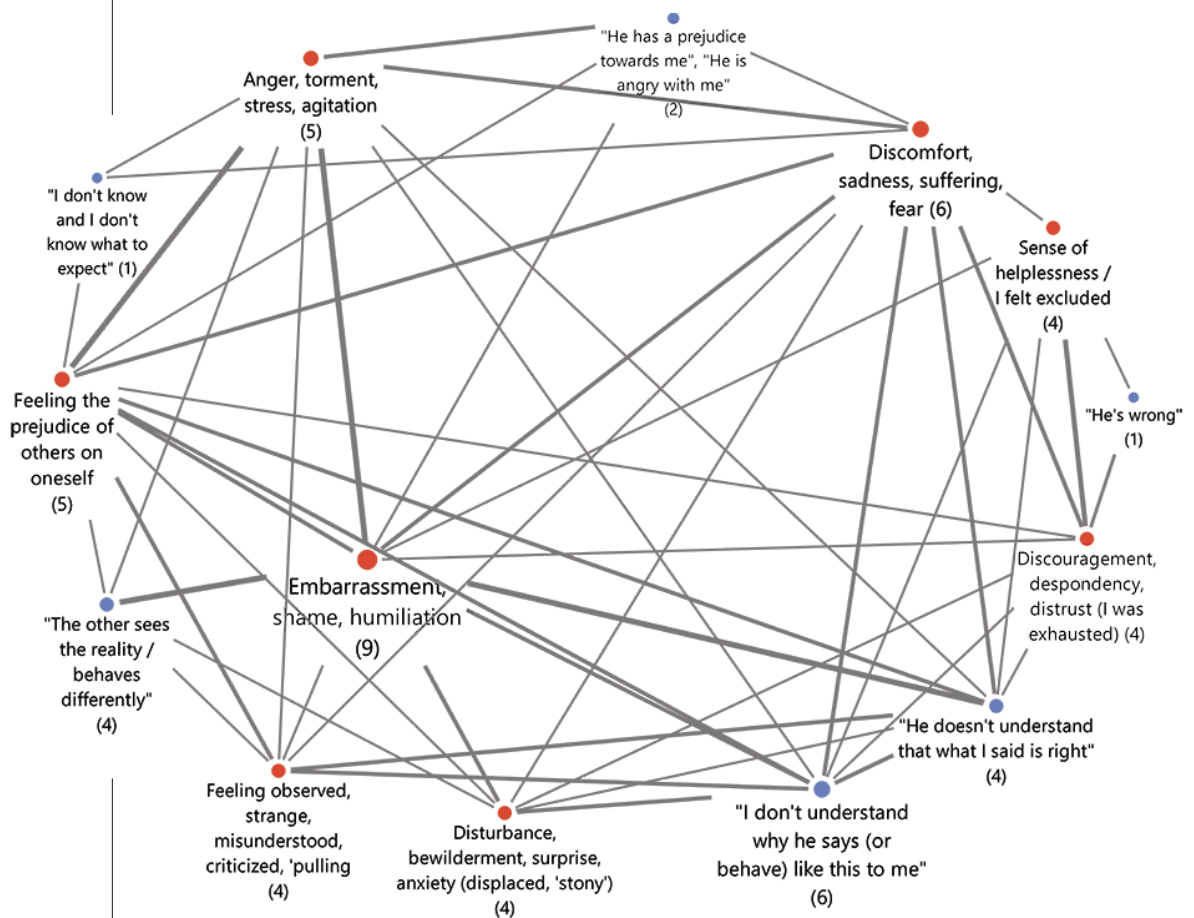 "He has a prejudice
towards me", "He is
angry with me"
(2)
Anger, torment,
stress, agitation
(5)
Discomfort,
sadness, suffering,
fear (6)
"I don't know
and I don't
know what to
expect" (1)
Sense of
helplessness /
I felt excluded
(4)
Feeling the
prejudice of
others on
oneself
(5)
"He's wrong"
(1)
Embarrassment,
shame, humiliation
(9)
Discouragement,
despondency,
distrust (I was
exhausted) (4)
"The other sees
the reality /
behaves
differently"
(4)
"He doesn't understand
that what I said is right"
(4)
Feeling observed,
strange,
misunderstood,
criticized, 'pulling
(4)
Disturbance,
bewilderment, surprise,
anxiety (displaced, 'stony')
(4)
"I don't understand
why he says (or
behave) like this to me"
(6)